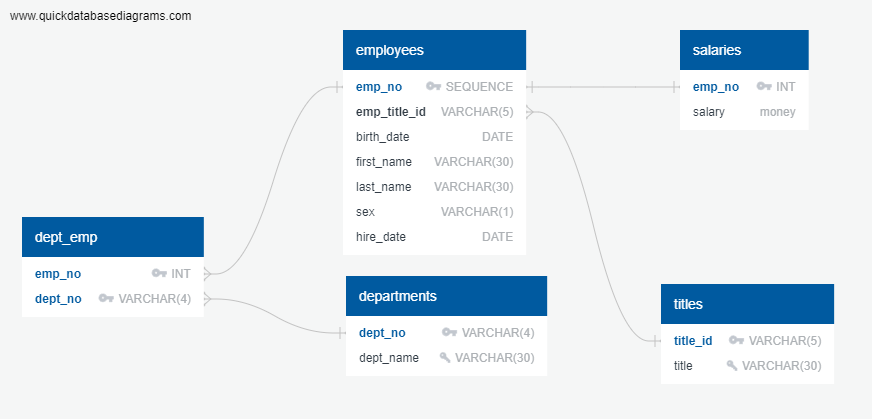 www.quickdatabasediagrams.com
employees
emp_no SEQUENCE
emp_title_id VARCHAR(5)
birth_date DATE
first_name VARCHAR(30)
last_name VARCHAR(30)
sex VARCHAR(1)
hire_date DATE
salaries
emp_no INT
salary money
dept_emp
emp_no INT
dept_no VARCHAR(4)
departments
dept_no VARCHAR(4)
dept_name VARCHAR(30)
titles
title_id VARCHAR(5)
title VARCHAR(30)